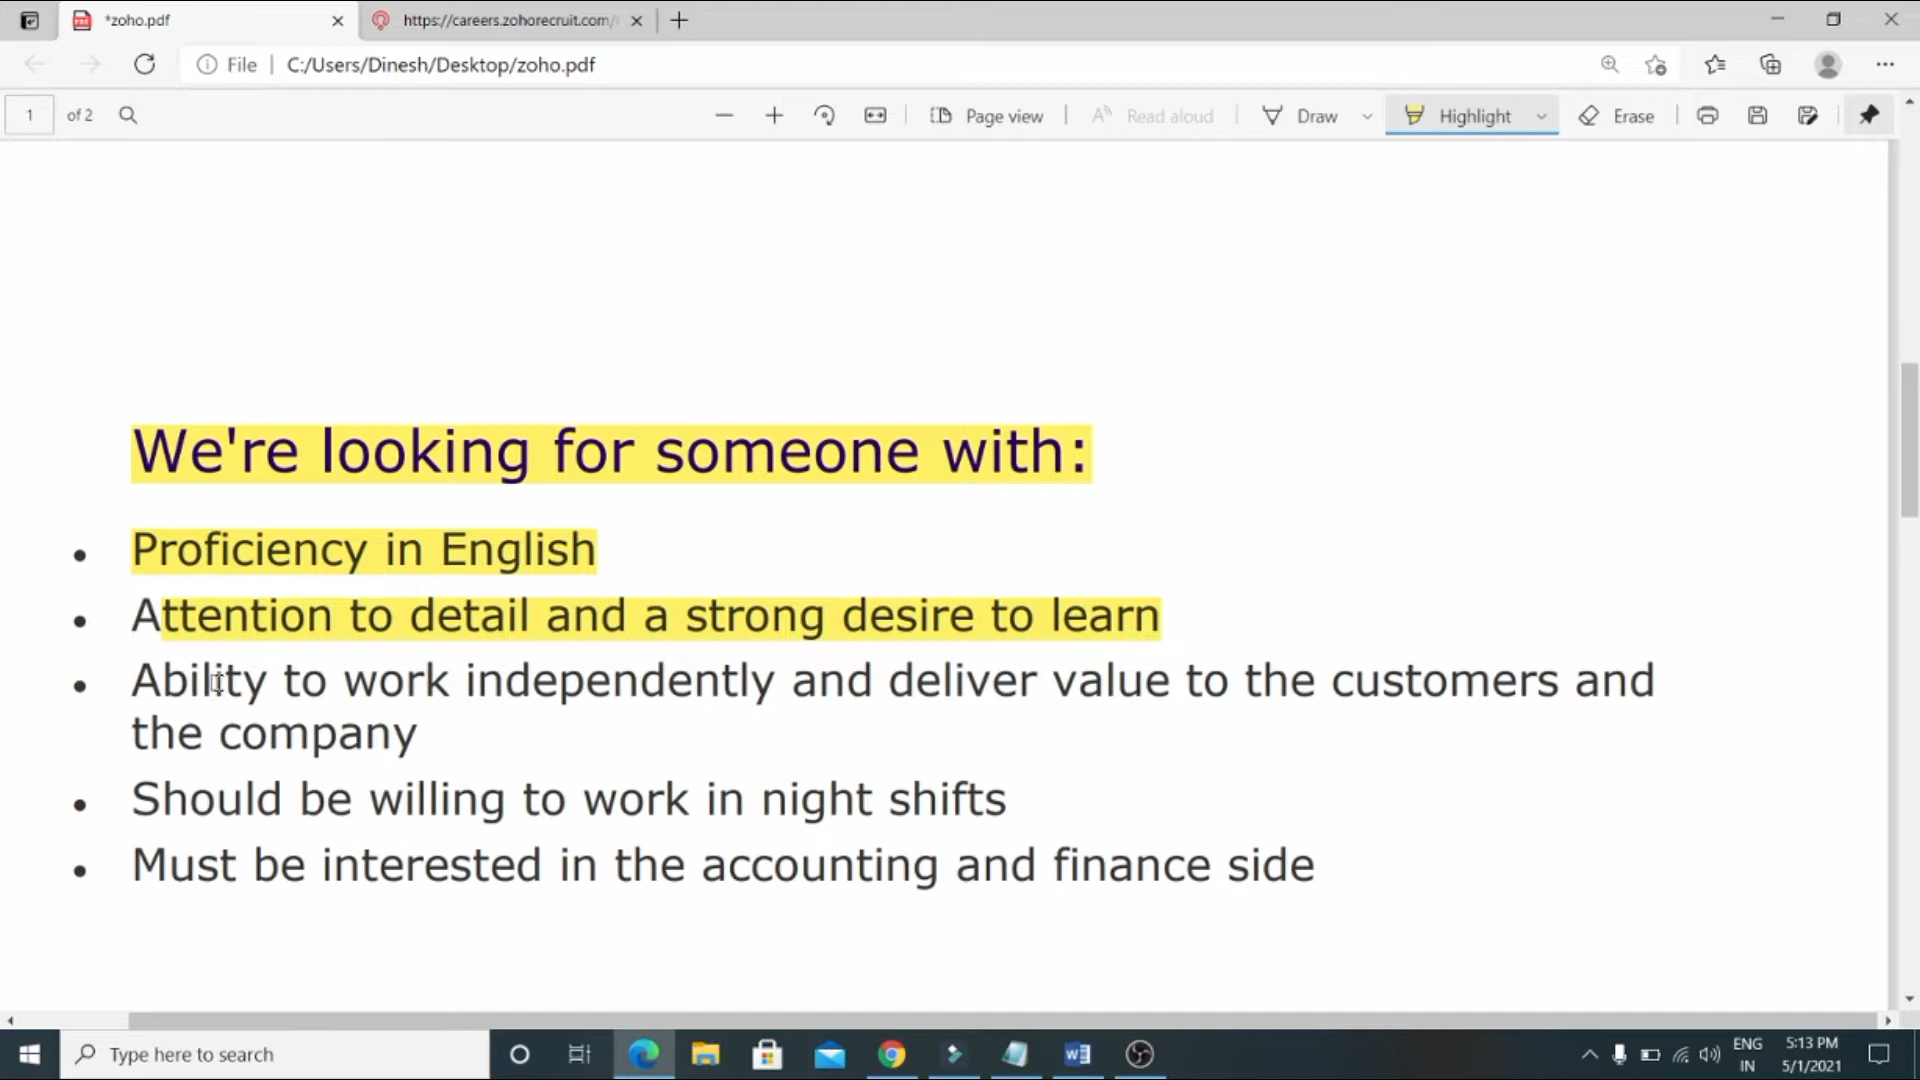 *zoho.pdf
https://careers.zohorecruit.com/
File
C:/Users/Dinesh/Desktop/zoho.pdf
1 of 2
Page view
Read aloud
Draw
Highlight
Erase
We're looking for someone with:
• Proficiency in English
• Attention to detail and a strong desire to learn
• Ability to work independently and deliver value to the customers and
the company
• Should be willing to work in night shifts
• Must be interested in the accounting and finance side
Type here to search
ENG
IN
5:13 PM
5/1/2021